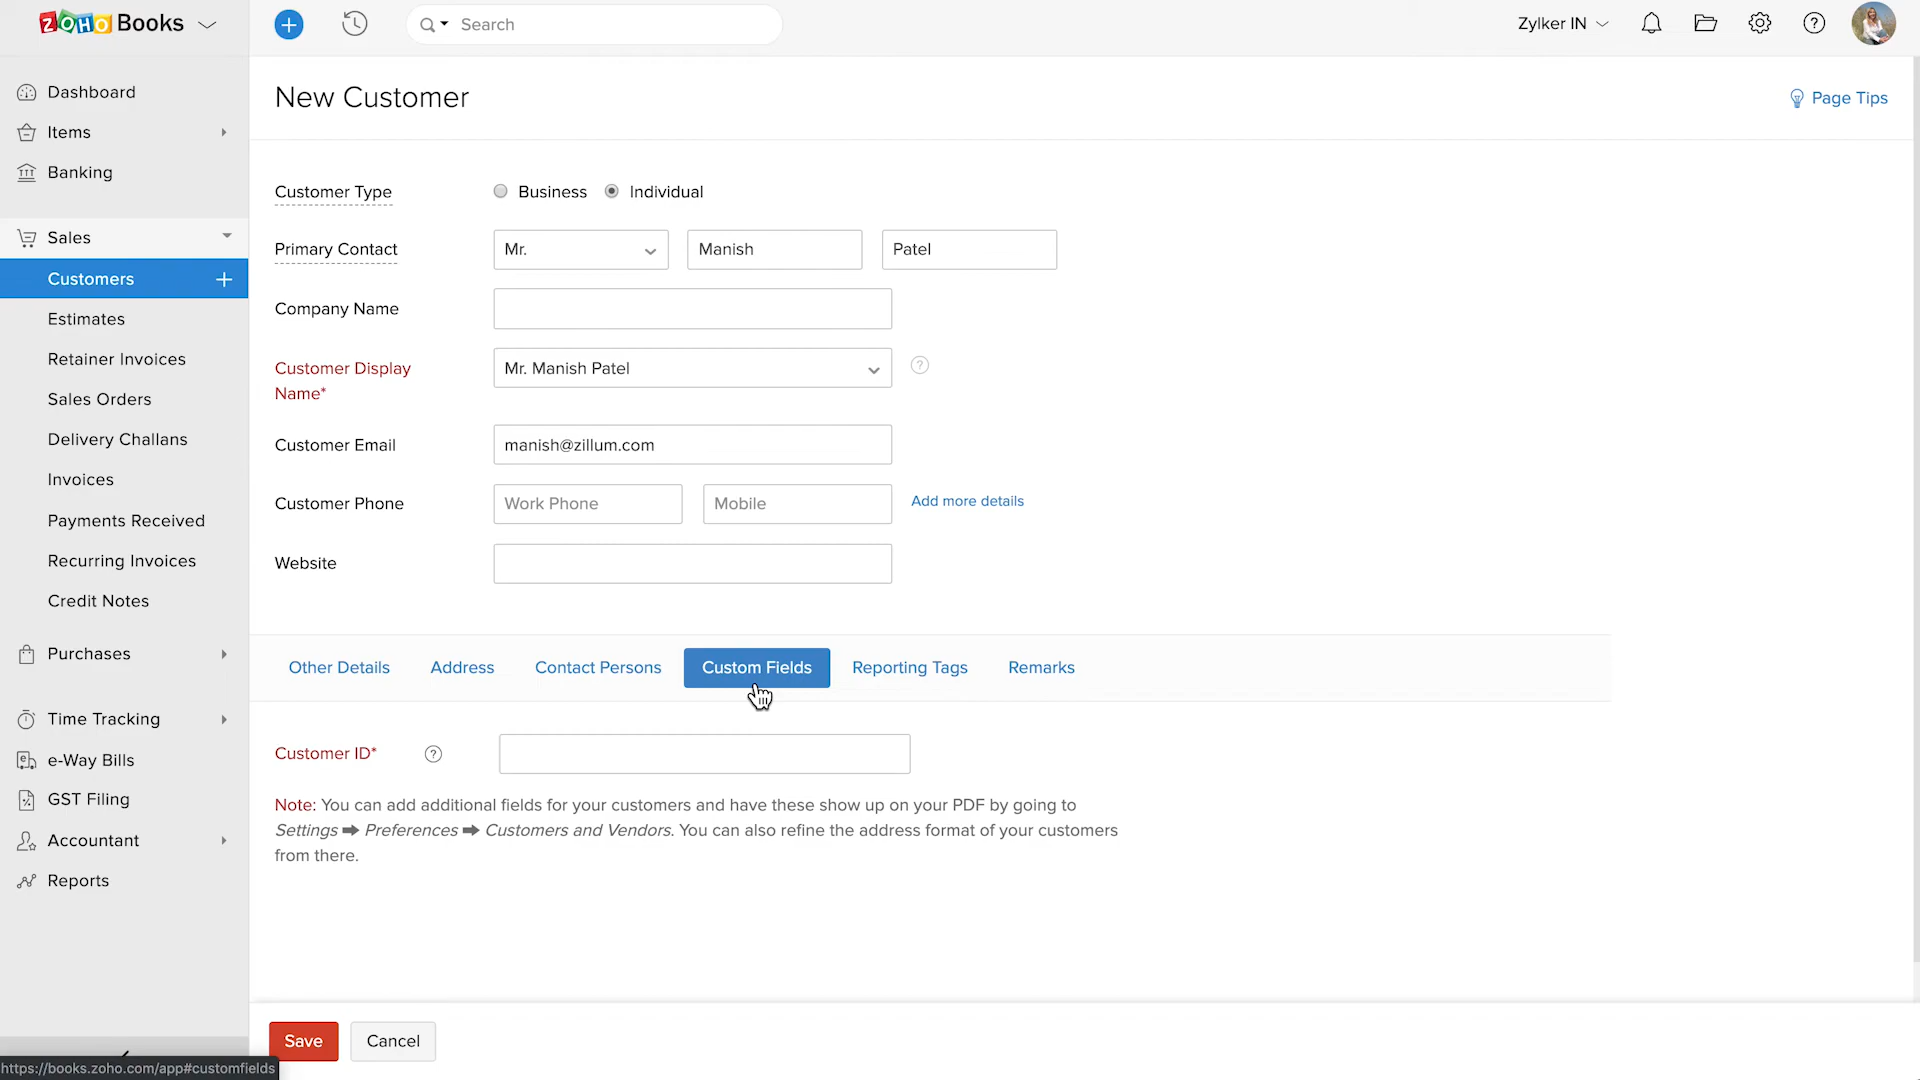 ZOHO Books
Search
Zylker IN
Dashboard
Items
Banking
Sales
Customers
Estimates
Retainer Invoices
Sales Orders
Delivery Challans
Invoices
Payments Received
Recurring Invoices
Credit Notes
Purchases
Time Tracking
e-Way Bills
GST Filing
Accountant
Reports
https://books.zoho.com/app#customfields
New Customer
Page Tips
Customer Type
Business
Individual
Primary Contact
Mr.
Manish
Patel
Company Name
Customer Display
Name*
Mr. Manish Patel
Customer Email
manish@zillum.com
Customer Phone
Work Phone
Mobile
Add more details
Website
Other Details
Address
Contact Persons
Custom Fields
Reporting Tags
Remarks
Customer ID*
Note: You can add additional fields for your customers and have these show up on your PDF by going to
Settings ➡ Preferences ➡ Customers and Vendors. You can also refine the address format of your customers
from there.
Save
Cancel